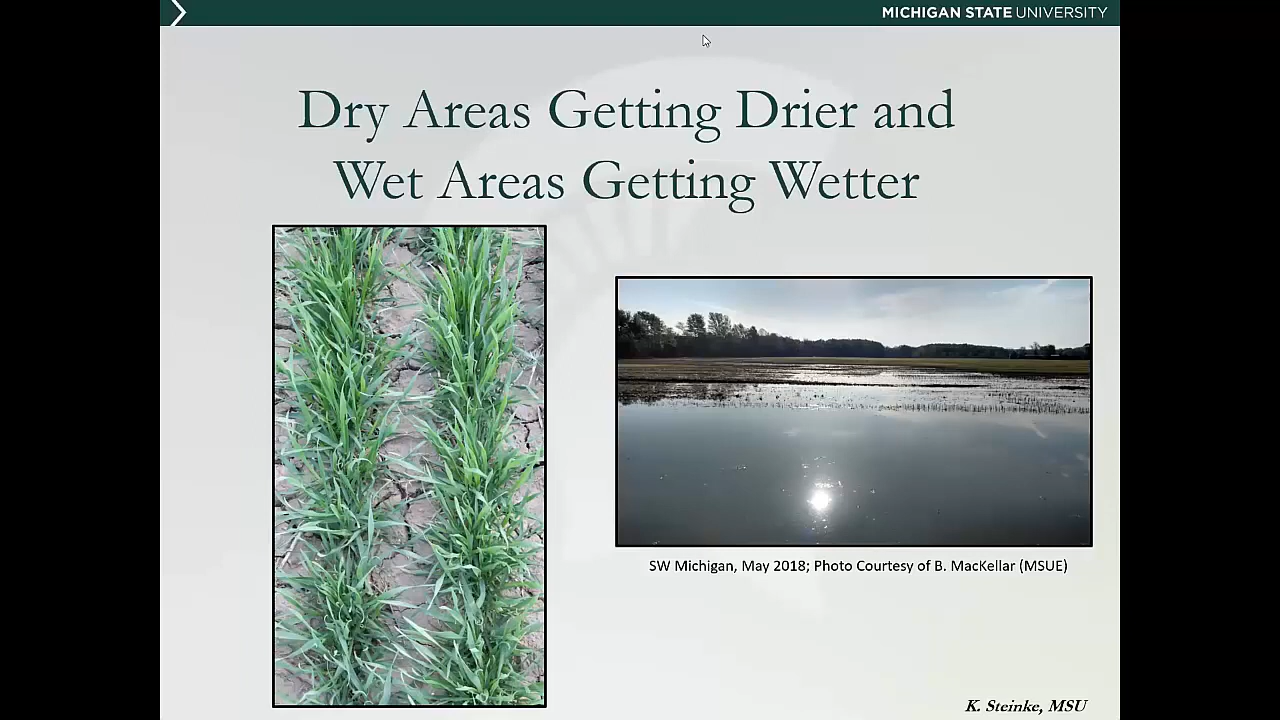 MICHIGAN STATE UNIVERSITY
Dry Areas Getting Drier and
Wet Areas Getting Wetter
SW Michigan, May 2018; Photo Courtesy of B. MacKellar (MSUE)
K. Steinke, MSU